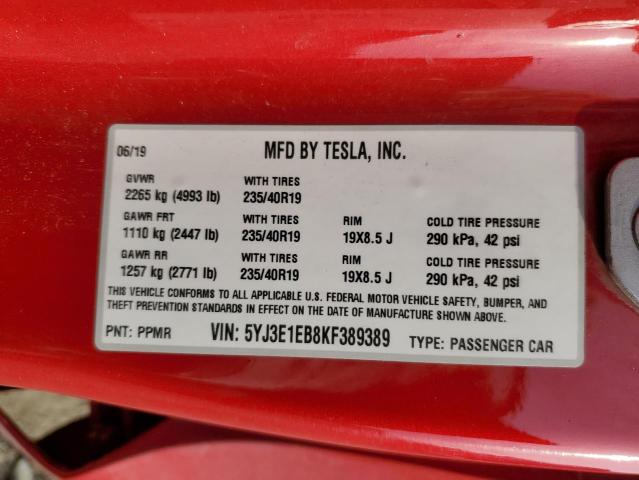 06/19 MFD BY TESLA, INC.
GVWR WITH TIRES
2265 kg (4993 lb) 235/40R19
GAWR FRT WITH TIRES RIM COLD TIRE PRESSURE
1110 kg (2447 lb) 235/40R19 19X8.5 J 290 kPa, 42 psi
GAWR RR WITH TIRES RIM COLD TIRE PRESSURE
1257 kg (2771 lb) 235/40R19 19X8.5 J 290 kPa, 42 psi
THIS VEHICLE CONFORMS TO ALL APPLICABLE U.S. FEDERAL MOTOR VEHICLE SAFETY, BUMPER, AND
THEFT PREVENTION STANDARDS IN EFFECT ON THE DATE OF MANUFACTURE SHOWN ABOVE.
PNT: PPMR VIN: 5YJ3E1EB8KF389389 TYPE: PASSENGER CAR